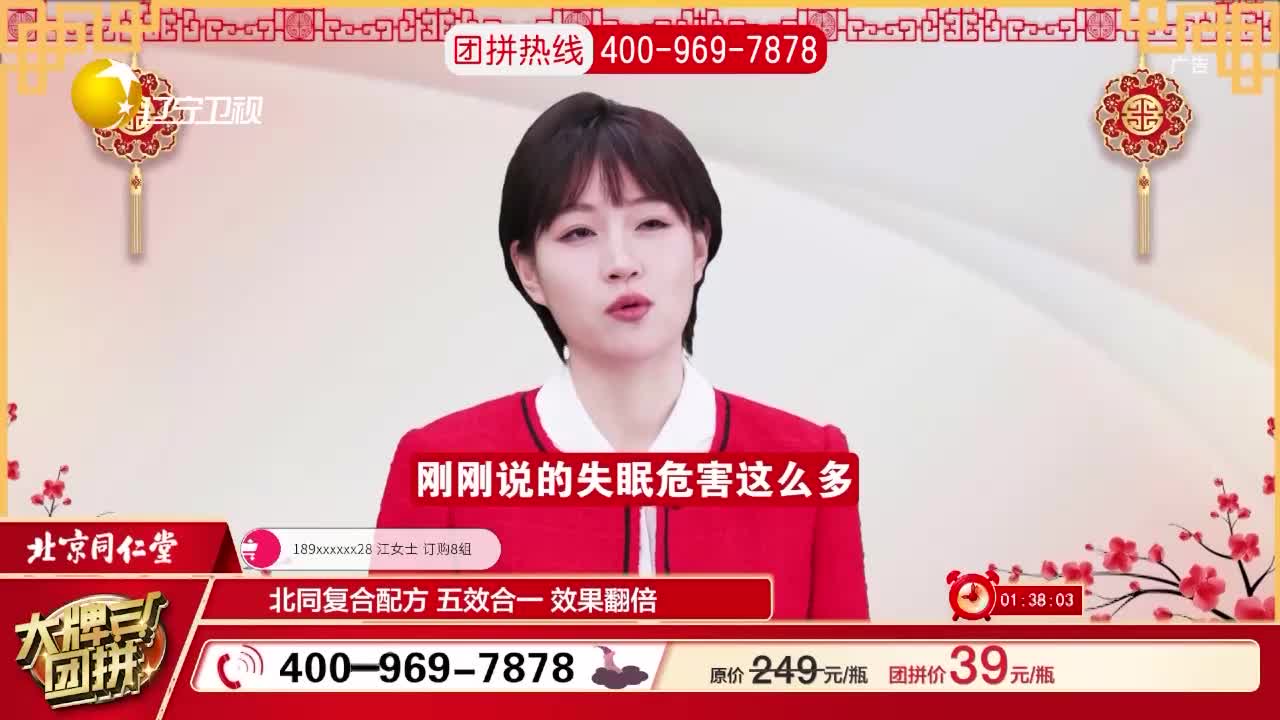 团拼热线 400-969-7878
广告
辽宁卫视
刚刚说的失眠危害这么多
北京同仁堂
189xxxxxx28 江女士 订购8组
北同复合配方 五效合一 效果翻倍
01:38:03
大牌日
团拼
400-969-7878
原价 249元/瓶 团拼价39元/瓶